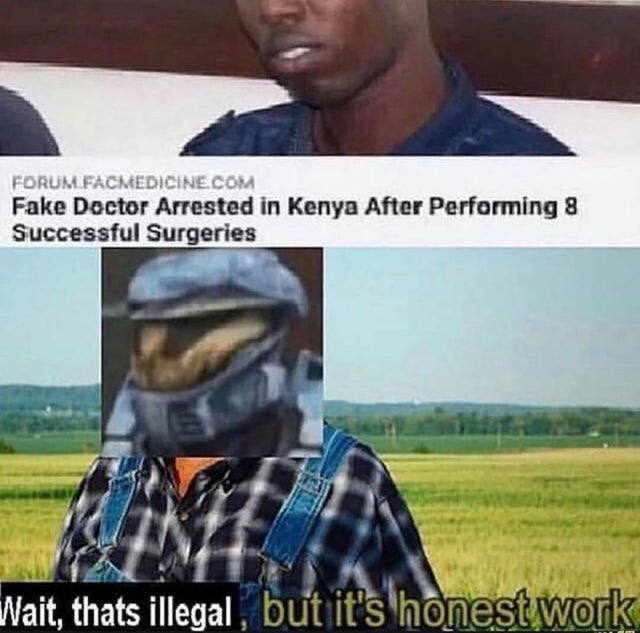 FORUM.FACMEDICINE.COM
Fake Doctor Arrested in Kenya After Performing 8
Successful Surgeries
Wait, thats illegal, but it's honest work